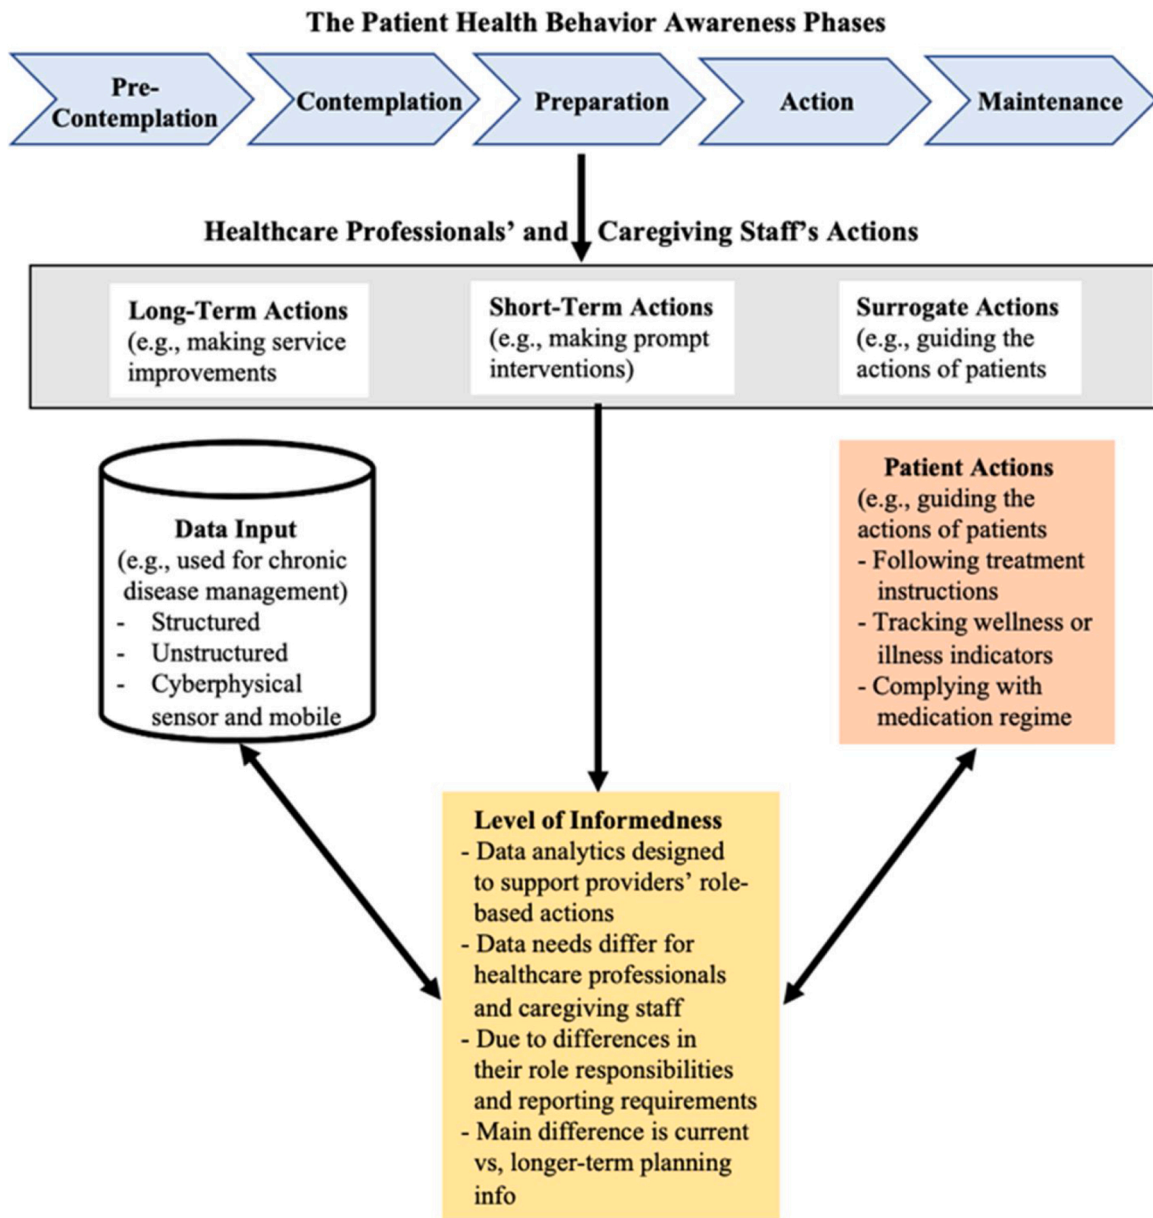 The Patient Health Behavior Awareness Phases
Pre-
Contemplation
Contemplation
Preparation
Action
Maintenance
Healthcare Professionals' and Caregiving Staff's Actions
Long-Term Actions
(e.g., making service
improvements
Short-Term Actions
(e.g., making prompt
interventions)
Surrogate Actions
(e.g., guiding the
actions of patients
Data Input
(e.g., used for chronic
disease management)
- Structured
- Unstructured
- Cyberphysical
sensor and mobile
Patient Actions
(e.g., guiding the
actions of patients
- Following treatment
instructions
- Tracking wellness or
illness indicators
- Complying with
medication regime
Level of Informedness
- Data analytics designed
to support providers' role-
based actions
- Data needs differ for
healthcare professionals
and caregiving staff
- Due to differences in
their role responsibilities
and reporting requirements
- Main difference is current
vs, longer-term planning
info